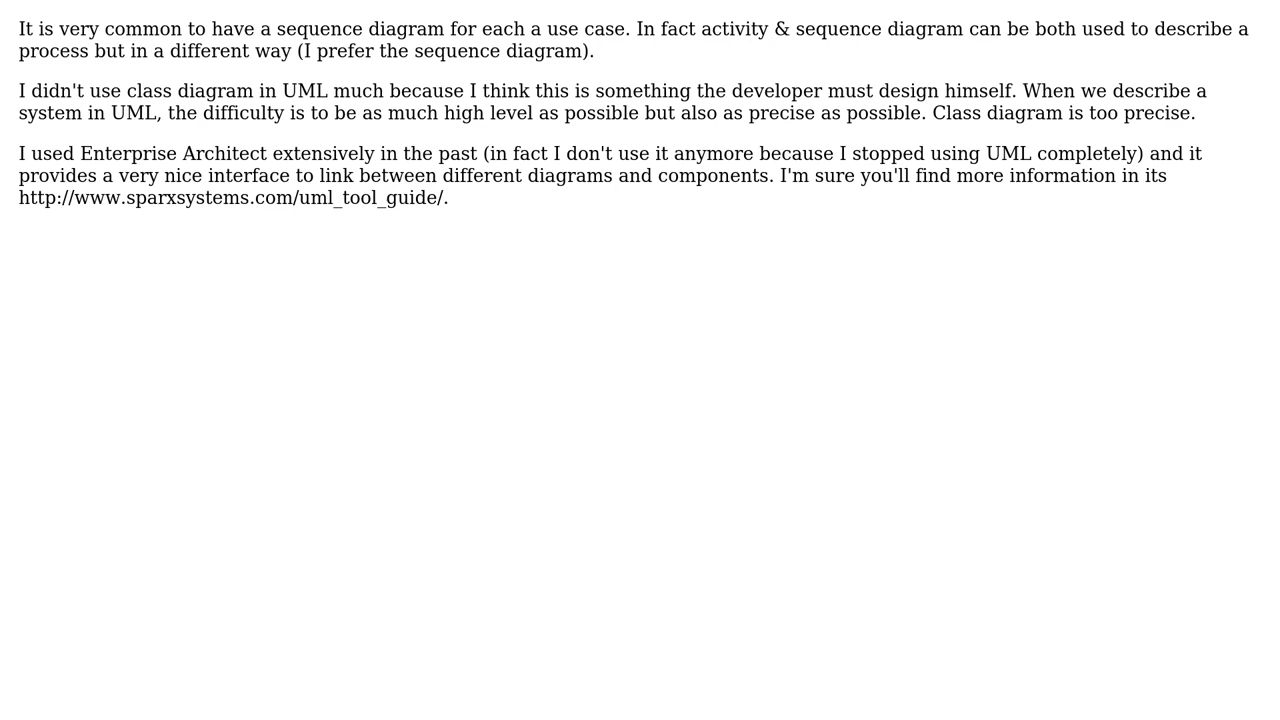 It is very common to have a sequence diagram for each a use case. In fact activity & sequence diagram can be both used to describe a
process but in a different way (I prefer the sequence diagram).
I didn't use class diagram in UML much because I think this is something the developer must design himself. When we describe a
system in UML, the difficulty is to be as much high level as possible but also as precise as possible. Class diagram is too precise.
I used Enterprise Architect extensively in the past (in fact I don't use it anymore because I stopped using UML completely) and it
provides a very nice interface to link between different diagrams and components. I'm sure you'll find more information in its
http://www.sparxsystems.com/uml_tool_guide/.